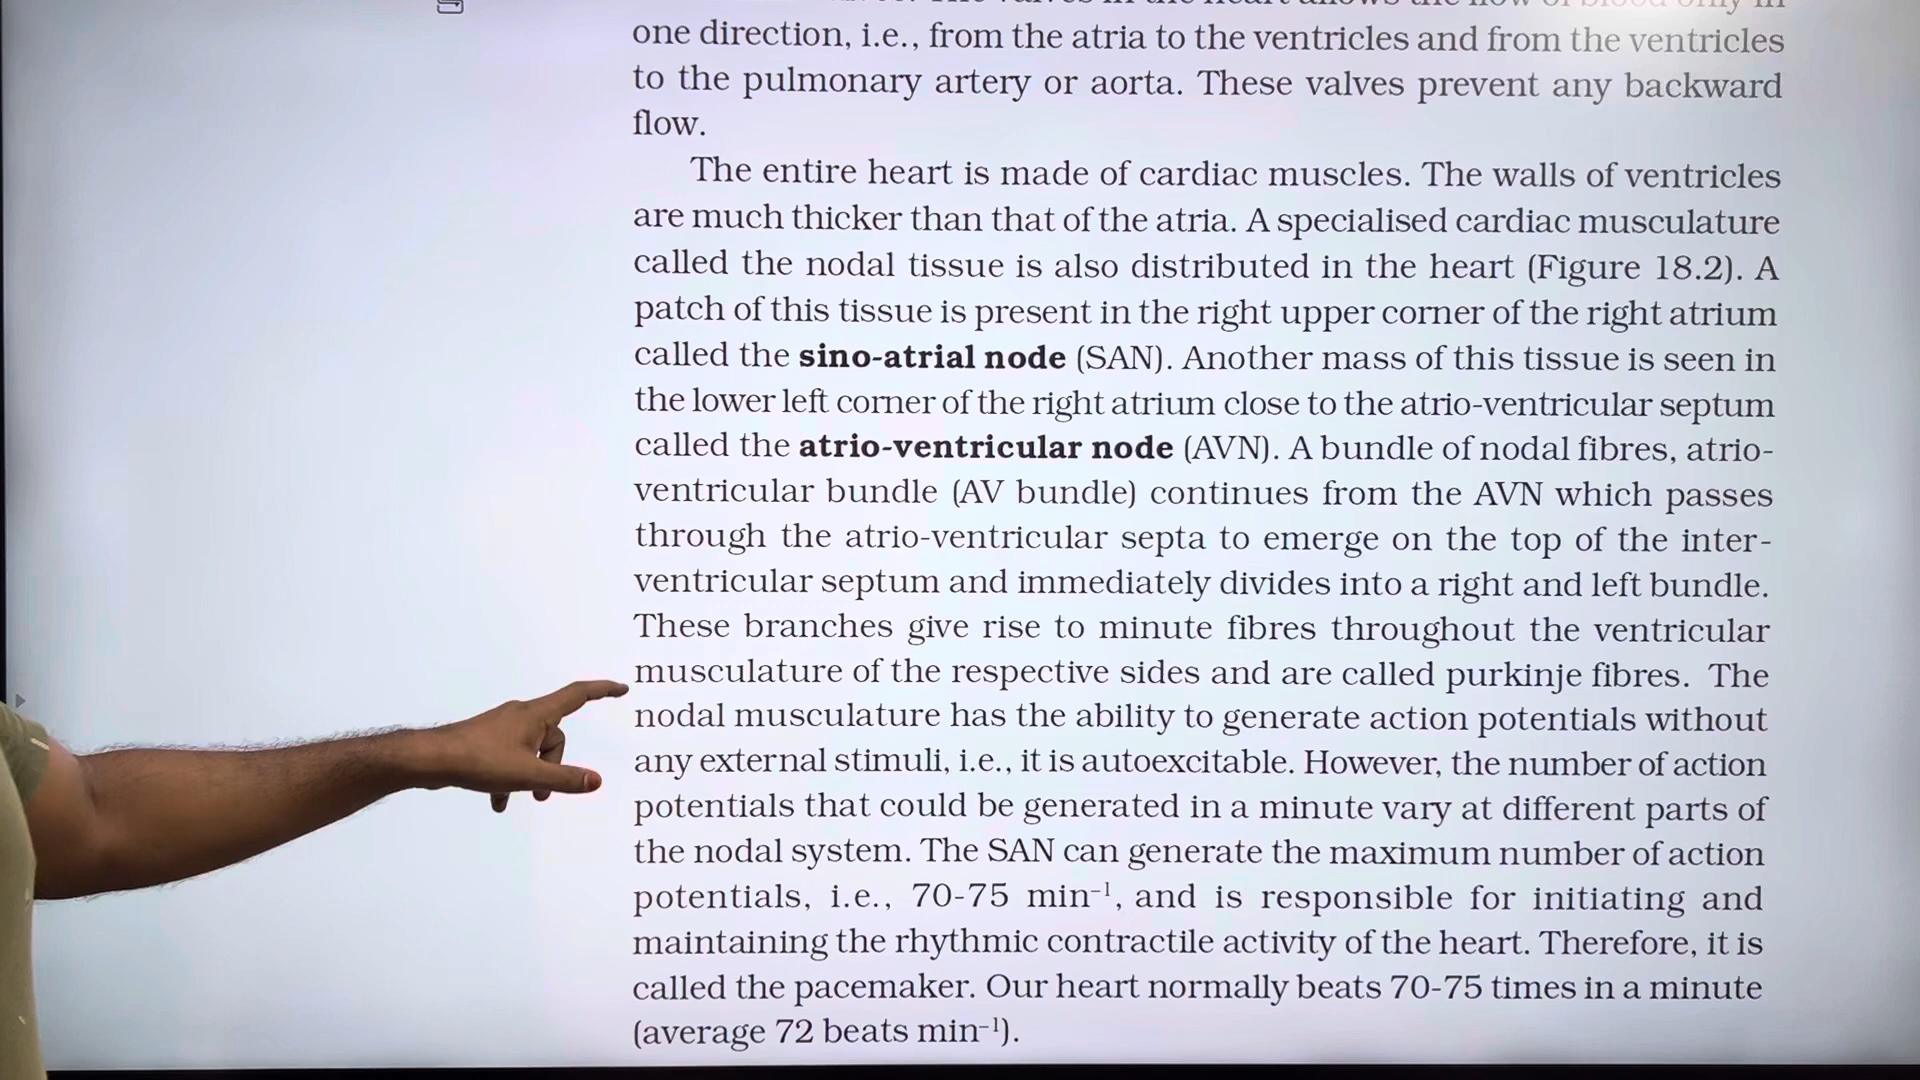 one direction, i.e., from the atria to the ventricles and from the ventricles
to the pulmonary artery or aorta. These valves prevent any backward
flow.
The entire heart is made of cardiac muscles. The walls of ventricles
are much thicker than that of the atria. A specialised cardiac musculature
called the nodal tissue is also distributed in the heart (Figure 18.2). A
patch of this tissue is present in the right upper corner of the right atrium
called the sino-atrial node (SAN). Another mass of this tissue is seen in
the lower left corner of the right atrium close to the atrio-ventricular septum
called the atrio-ventricular node (AVN). A bundle of nodal fibres, atrio-
ventricular bundle (AV bundle) continues from the AVN which passes
through the atrio-ventricular septa to emerge on the top of the inter-
ventricular septum and immediately divides into a right and left bundle.
These branches give rise to minute fibres throughout the ventricular
musculature of the respective sides and are called purkinje fibres. The
nodal musculature has the ability to generate action potentials without
any external stimuli, i.e., it is autoexcitable. However, the number of action
potentials that could be generated in a minute vary at different parts of
the nodal system. The SAN can generate the maximum number of action
potentials, i.e., 70-75 min⁻¹, and is responsible for initiating and
maintaining the rhythmic contractile activity of the heart. Therefore, it is
called the pacemaker. Our heart normally beats 70-75 times in a minute
(average 72 beats min⁻¹).